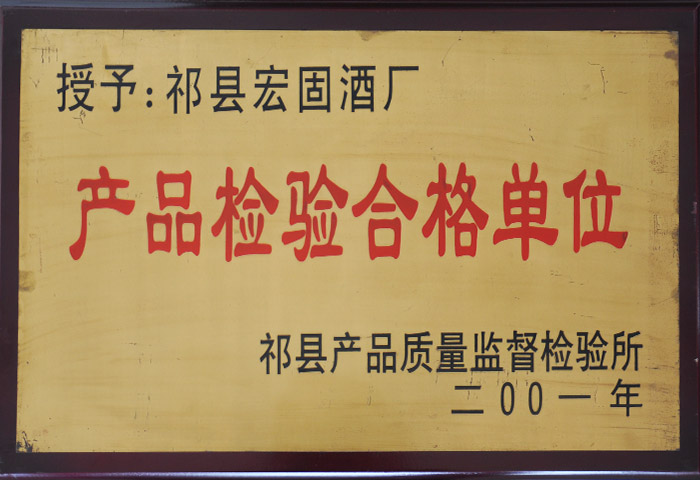 授予:祁县宏固酒厂
产品检验合格单位
祁县产品质量监督检验所
二00一年